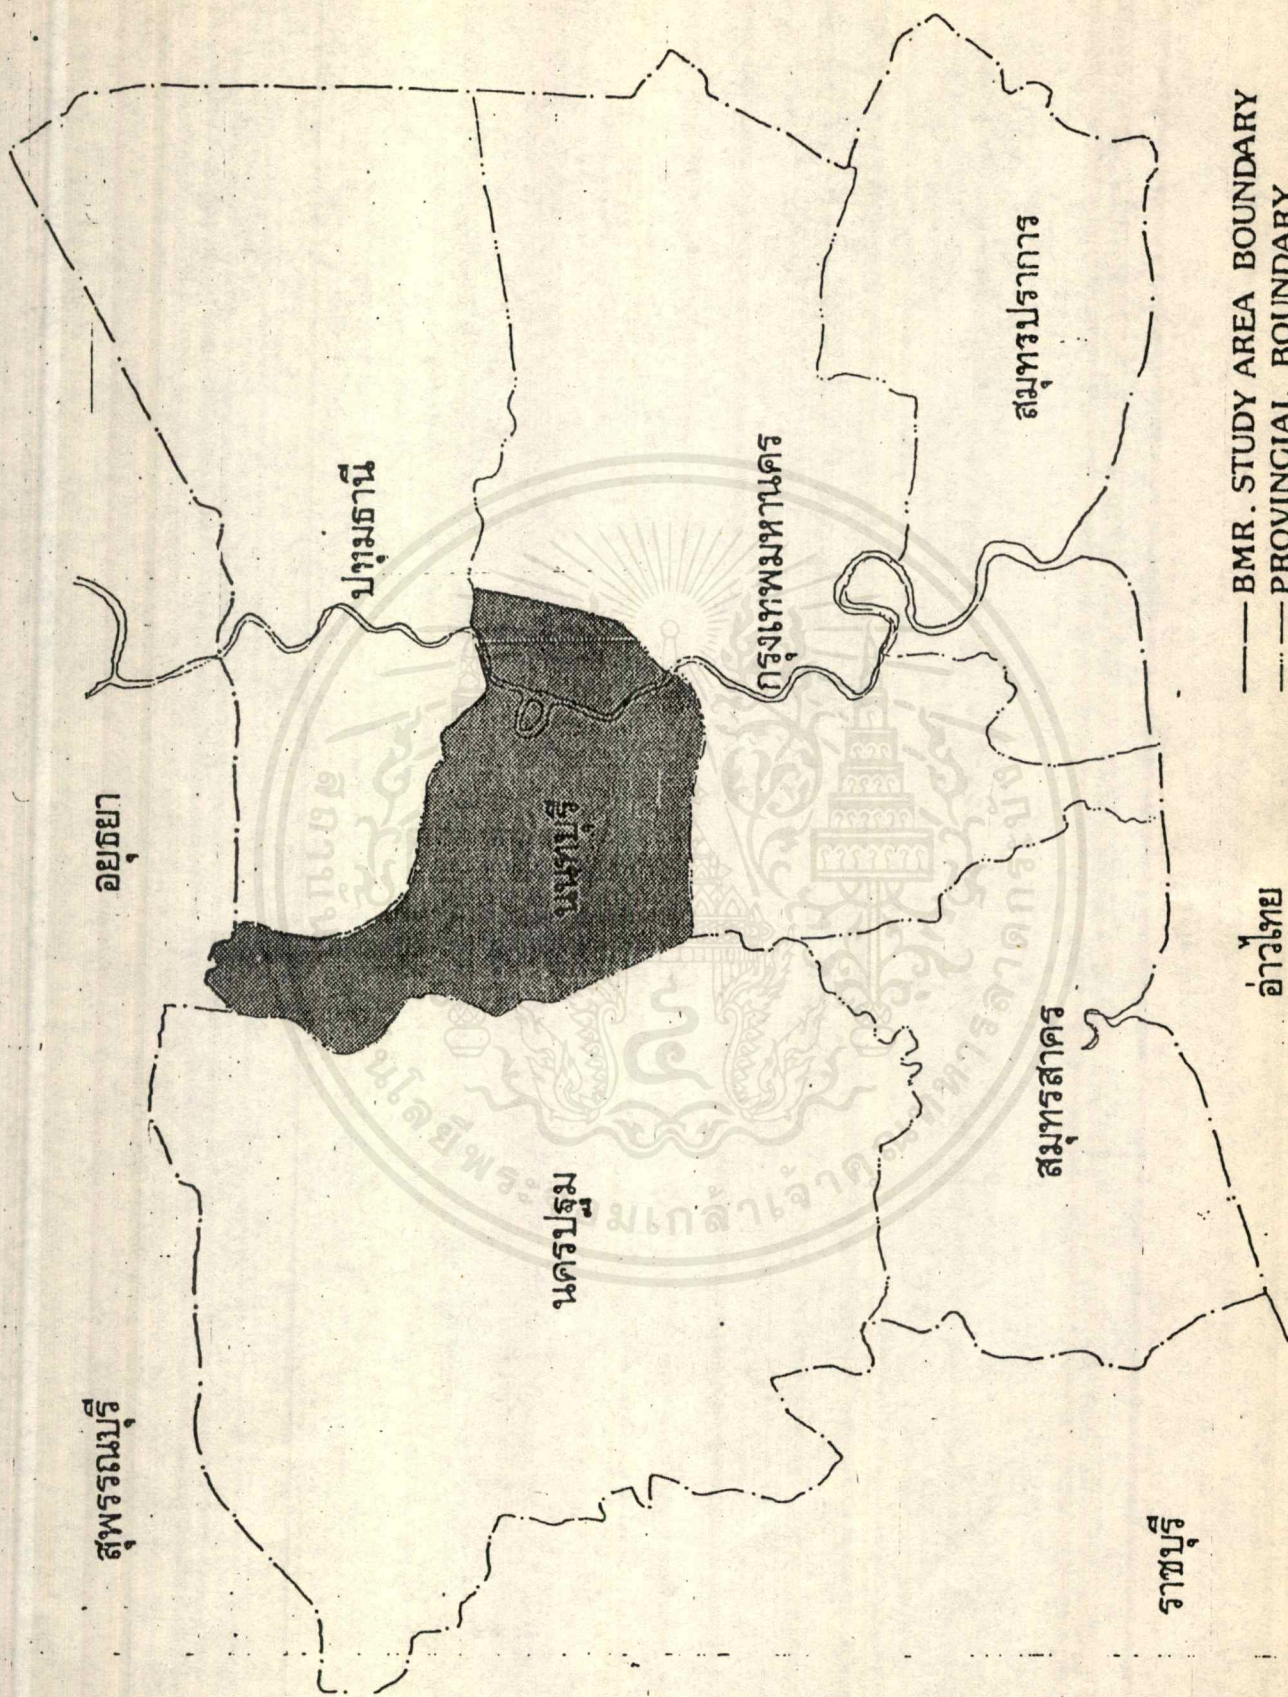 สุพรรณบุรี
อยุธยา
ปทุมธานี
นครปฐม
นนทบุรี
กรุงเทพมหานคร
สมุทรสาคร
สมุทรปราการ
ราชบุรี
อ่าวไทย
BMR. STUDY AREA BOUNDARY
PROVINCIAL BOUNDARY